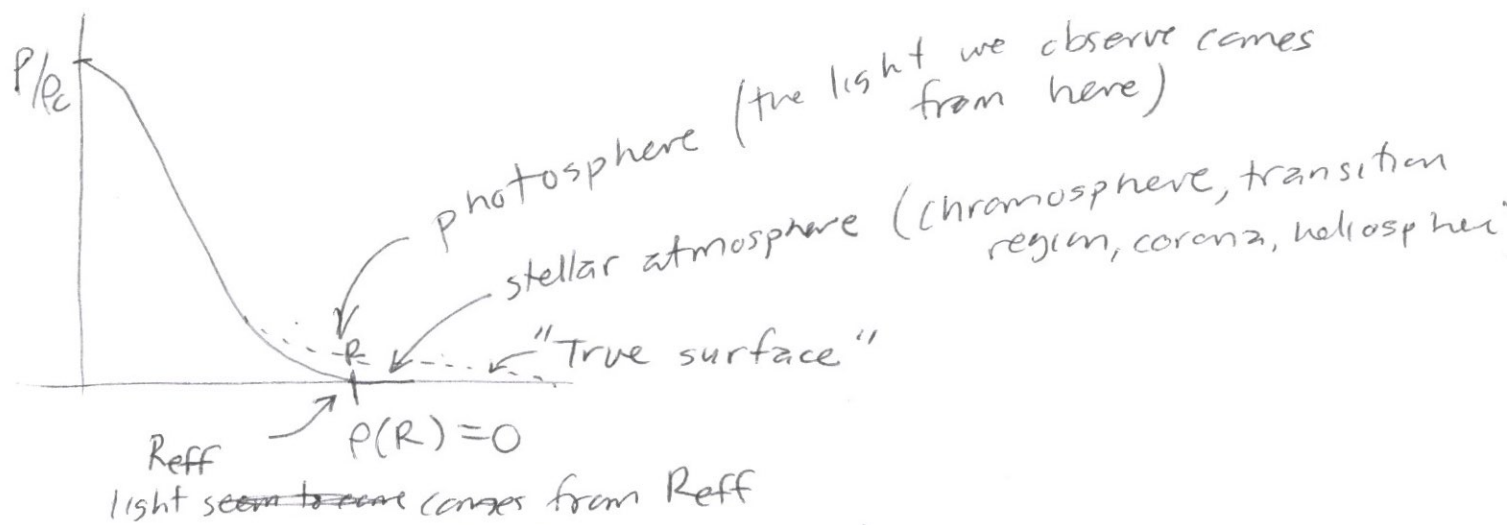 ρ/ρc
photosphere (the light we observe comes
from here)
stellar atmosphere (chromosphere, transition
region, corona, heliospher
"True surface"
R
Reff
ρ(R) = 0
light seem to come comes from Reff